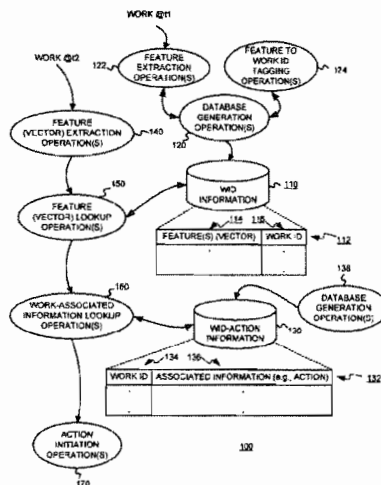 WORK @t1
WORK @t2
122
FEATURE
EXTRACTION
OPERATION(S)
FEATURE TO
WORK ID
TAGGING
OPERATION(S)
124
FEATURE
(VECTOR) EXTRACTION
OPERATION(S)
140
DATABASE
GENERATION
OPERATION(S)
120
150
FEATURE
(VECTOR) LOOKUP
OPERATION(S)
WID
INFORMATION
110
114
116
FEATURE(S) (VECTOR)
WORK ID
112
160
WORK-ASSOCIATED
INFORMATION LOOKUP
OPERATION(S)
138
DATABASE
GENERATION
OPERATION(S)
WID-ACTION
INFORMATION
130
134
136
WORK ID
ASSOCIATED INFORMATION (e.g., ACTION)
132
ACTION
INITIATION
OPERATION(S)
170
100